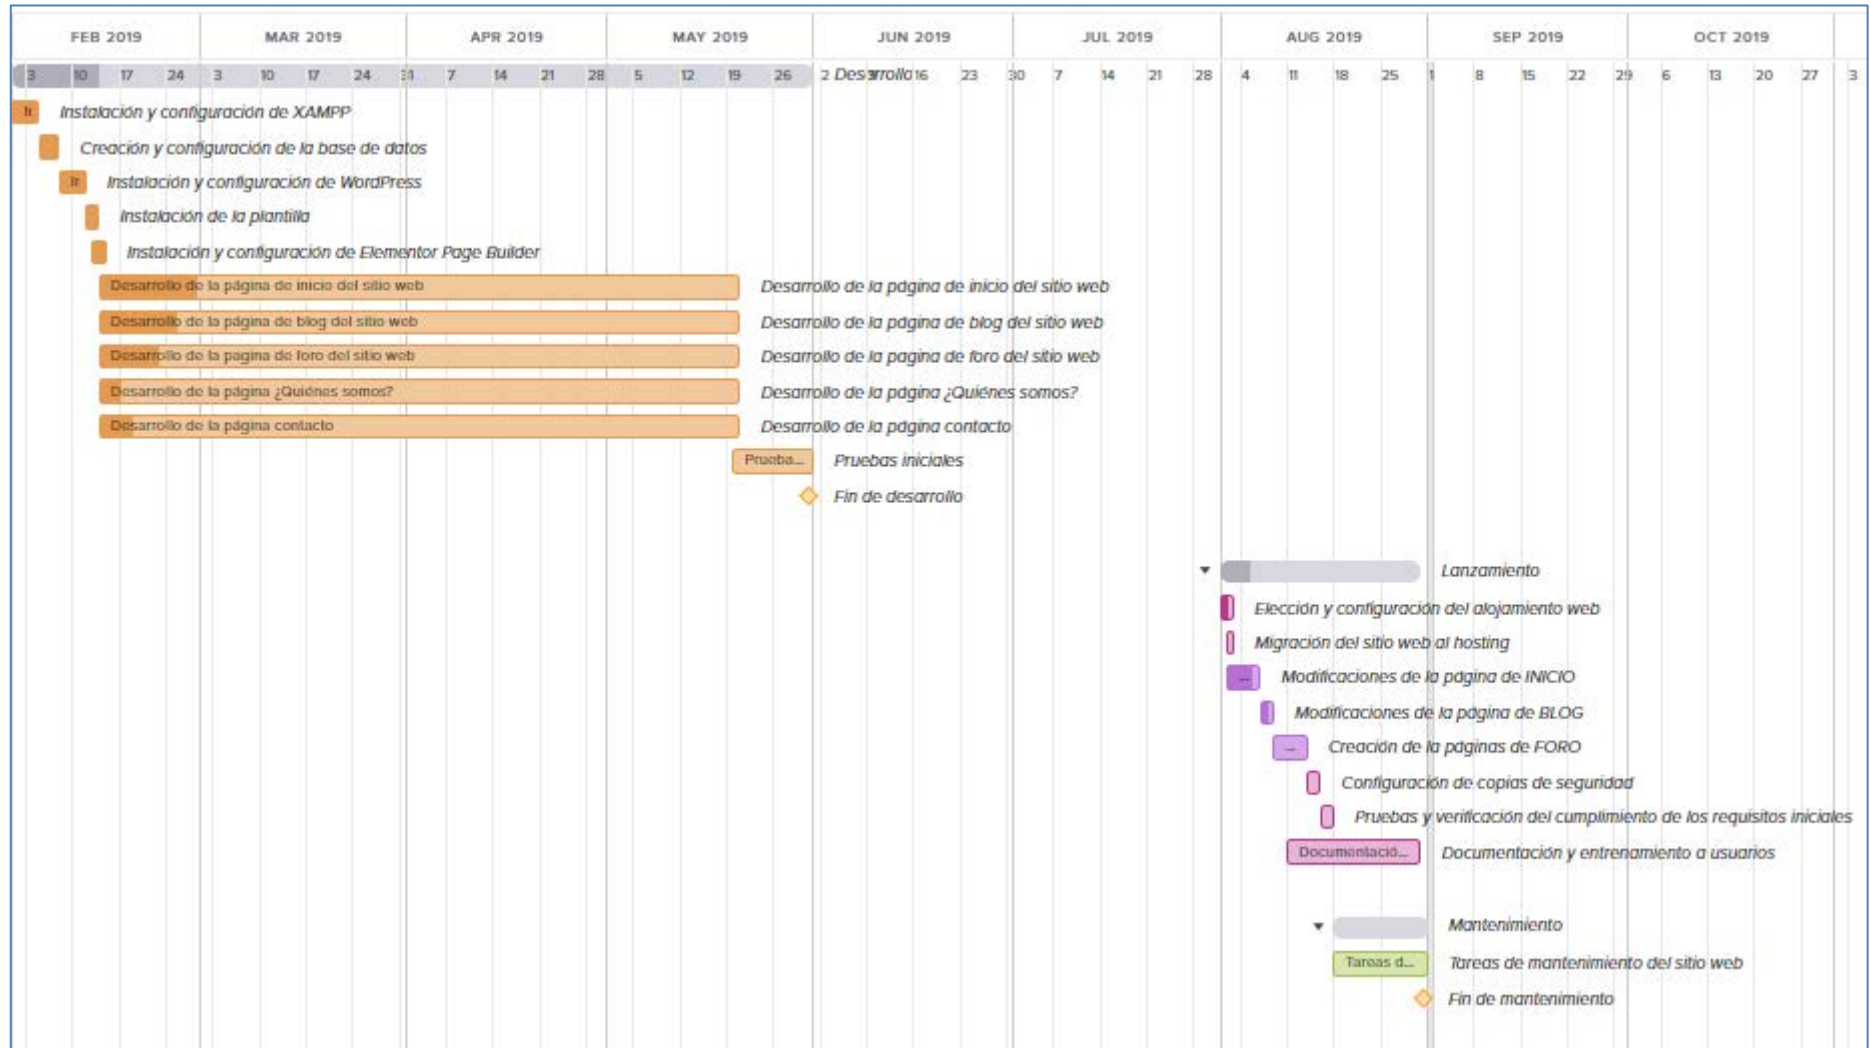 FEB 2019 MAR 2019 APR 2019 MAY 2019 JUN 2019 JUL 2019 AUG 2019 SEP 2019 OCT 2019
3 10 17 24 3 10 17 24 31 7 14 21 28 5 12 19 26 2 Desarrollo 16 23 30 7 14 21 28 4 11 18 25 1 8 15 22 29 6 13 20 27 3
Instalación y configuración de XAMPP
Creación y configuración de la base de datos
Instalación y configuración de WordPress
Instalación de la plantilla
Instalación y configuración de Elementor Page Builder
Desarrollo de la página de inicio del sitio web Desarrollo de la página de inicio del sitio web
Desarrollo de la página de blog del sitio web Desarrollo de la página de blog del sitio web
Desarrollo de la pagina de foro del sitio web Desarrollo de la pagina de foro del sitio web
Desarrollo de la página ¿Quiénes somos? Desarrollo de la página ¿Quiénes somos?
Desarrollo de la página contacto Desarrollo de la página contacto
Prueba... Pruebas iniciales
Fin de desarrollo
Lanzamiento
Elección y configuración del alojamiento web
Migración del sitio web al hosting
... Modificaciones de la página de INICIO
Modificaciones de la página de BLOG
... Creación de la páginas de FORO
Configuración de copias de seguridad
Pruebas y verificación del cumplimiento de los requisitos iniciales
Documentació... Documentación y entrenamiento a usuarios
Mantenimiento
Tareas d... Tareas de mantenimiento del sitio web
Fin de mantenimiento